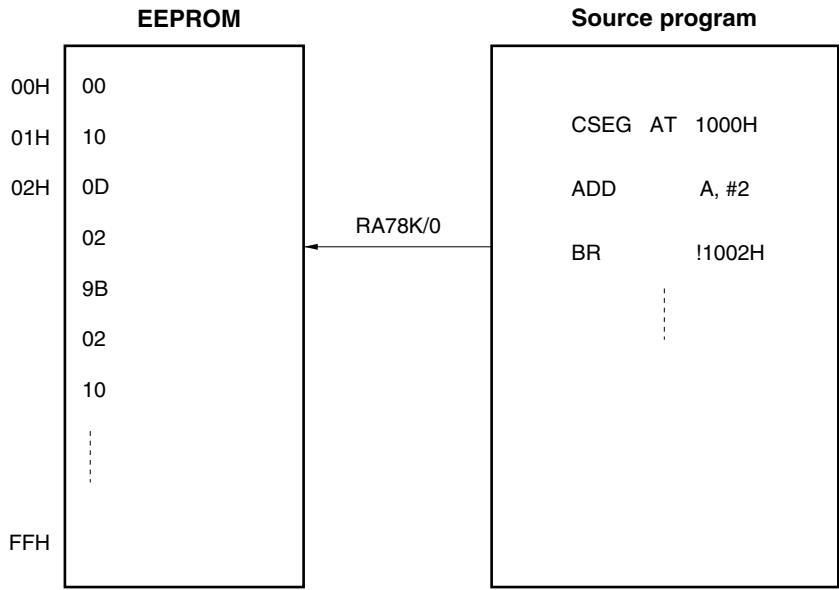 EEPROM
00H 00
01H 10
02H 0D
02
9B
02
10
FFH
RA78K/0
Source program
CSEG AT 1000H
ADD A, #2
BR !1002H